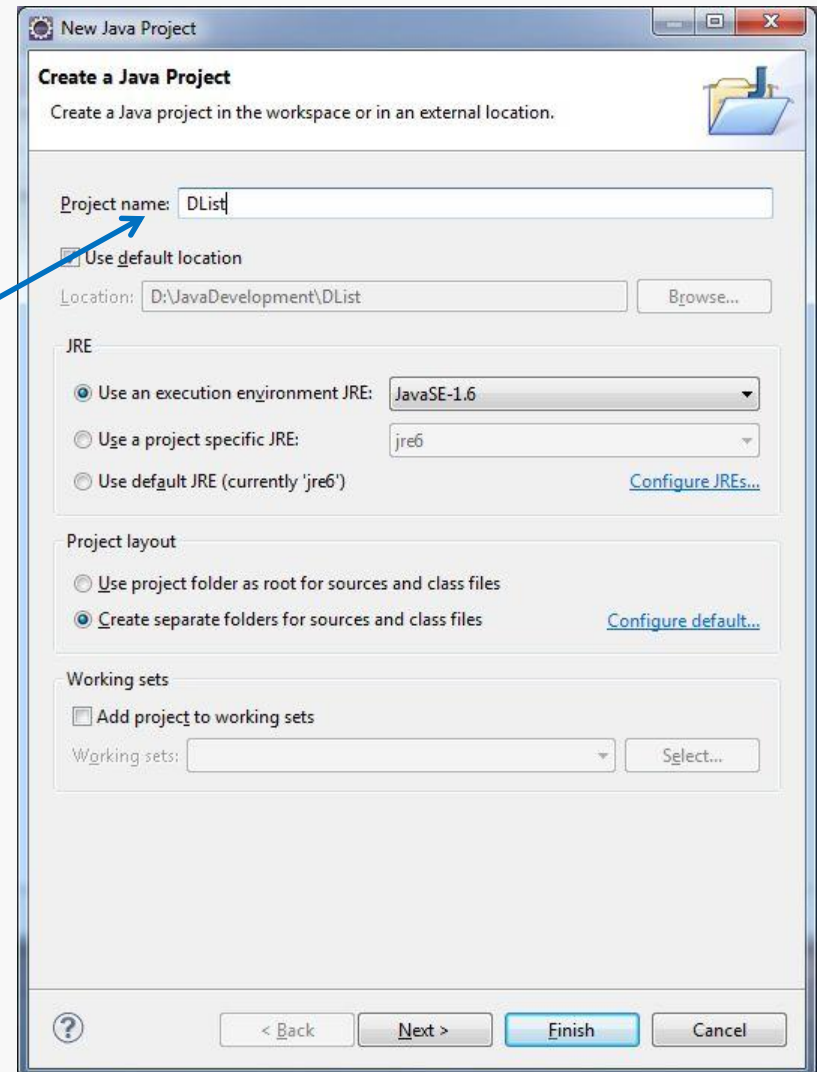 New Java Project
Create a Java Project
Create a Java project in the workspace or in an external location.
Project name: DList
Use default location
Location: D:\JavaDevelopment\DList Browse...
JRE
Use an execution environment JRE: JavaSE-1.6
Use a project specific JRE: jre6
Use default JRE (currently 'jre6') Configure JREs...
Project layout
Use project folder as root for sources and class files
Create separate folders for sources and class files Configure default...
Working sets
Add project to working sets
Working sets: Select...
? < Back Next > Finish Cancel